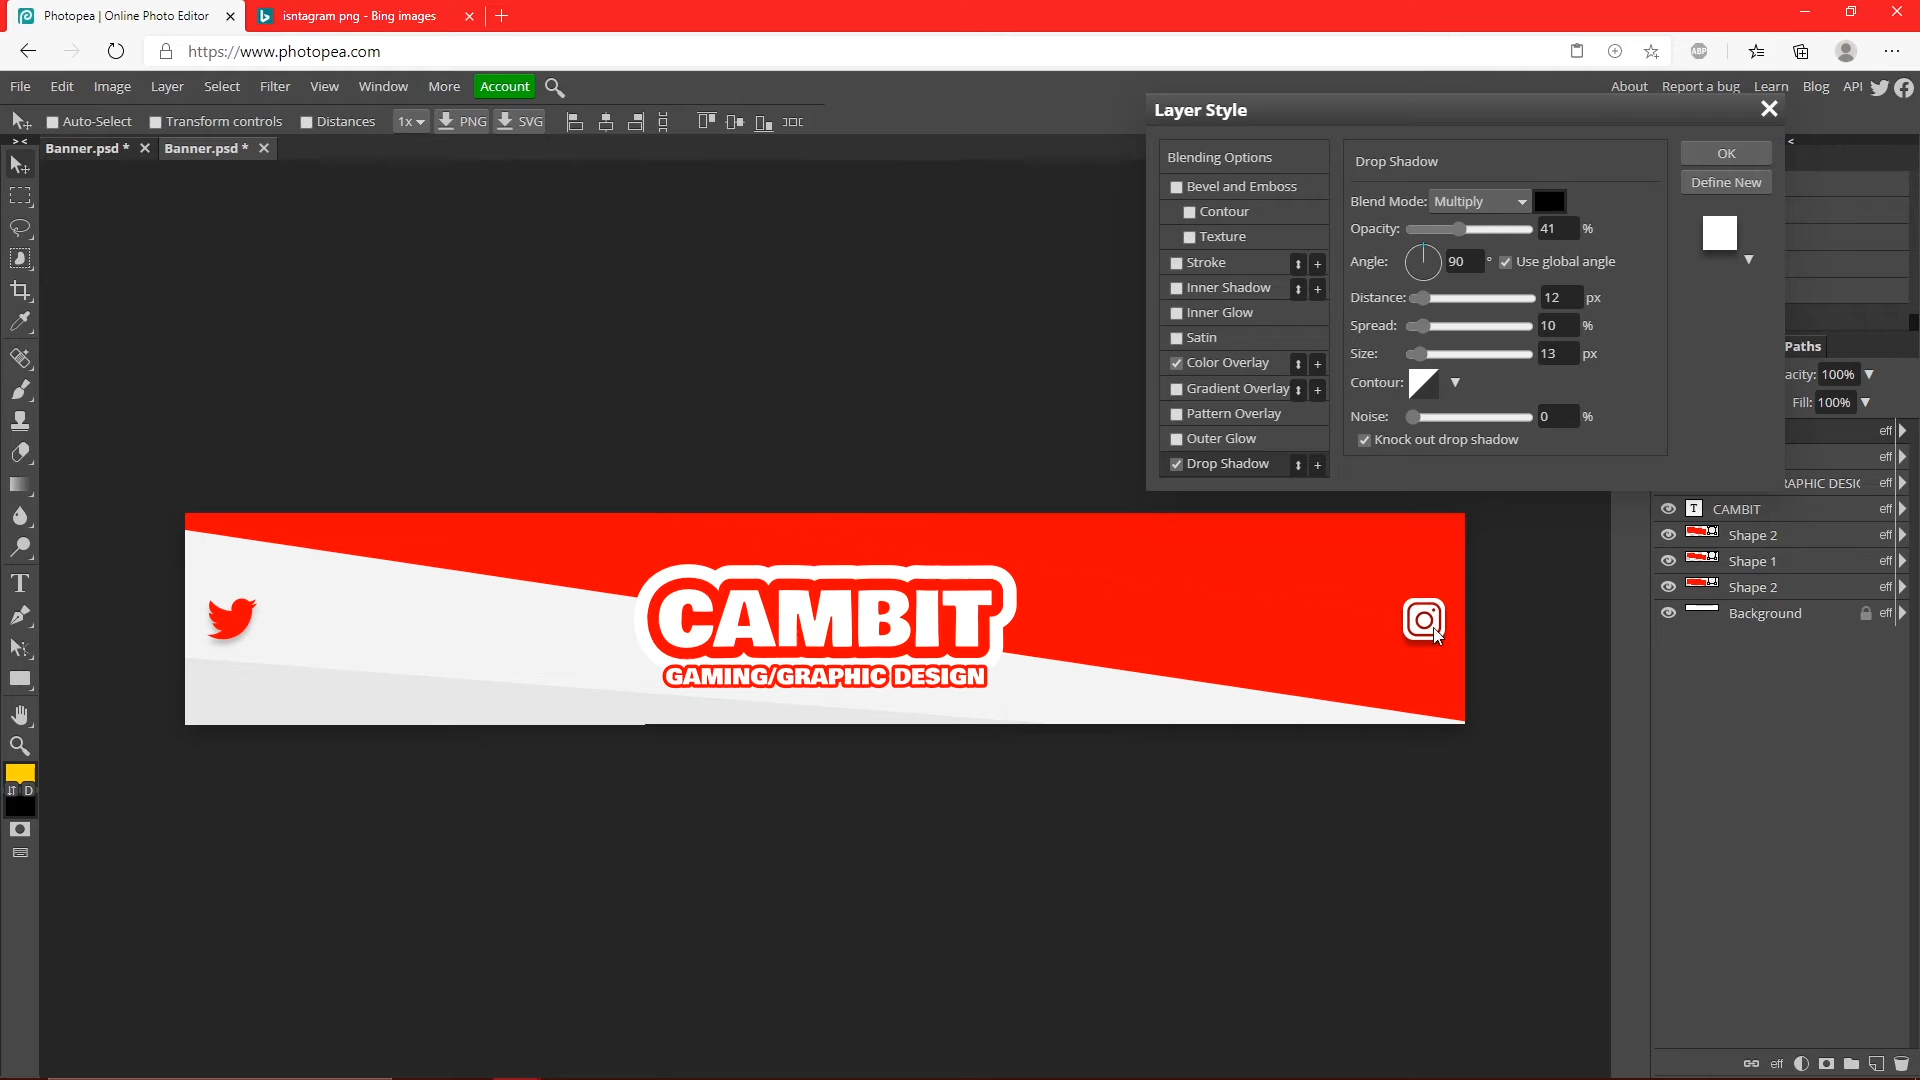 Photopea | Online Photo Editor
isntagram png - Bing images
https://www.photopea.com
ABP
File Edit Image Layer Select Filter View Window More Account
About Report a bug Learn Blog API
Auto-Select Transform controls Distances 1x PNG SVG
Banner.psd * Banner.psd *
Layer Style
Blending Options
Bevel and Emboss
Contour
Texture
Stroke
Inner Shadow
Inner Glow
Satin
Color Overlay
Gradient Overlay
Pattern Overlay
Outer Glow
Drop Shadow
Drop Shadow
Blend Mode: Multiply
Opacity: 41 %
Angle: 90 ° Use global angle
Distance: 12 px
Spread: 10 %
Size: 13 px
Contour:
Noise: 0 %
Knock out drop shadow
OK
Define New
Paths
acity: 100%
Fill: 100%
eff
eff
RAPHIC DESIG eff
T CAMBIT eff
Shape 2 eff
Shape 1 eff
Shape 2 eff
Background eff
CAMBIT
GAMING/GRAPHIC DESIGN
T
D
eff